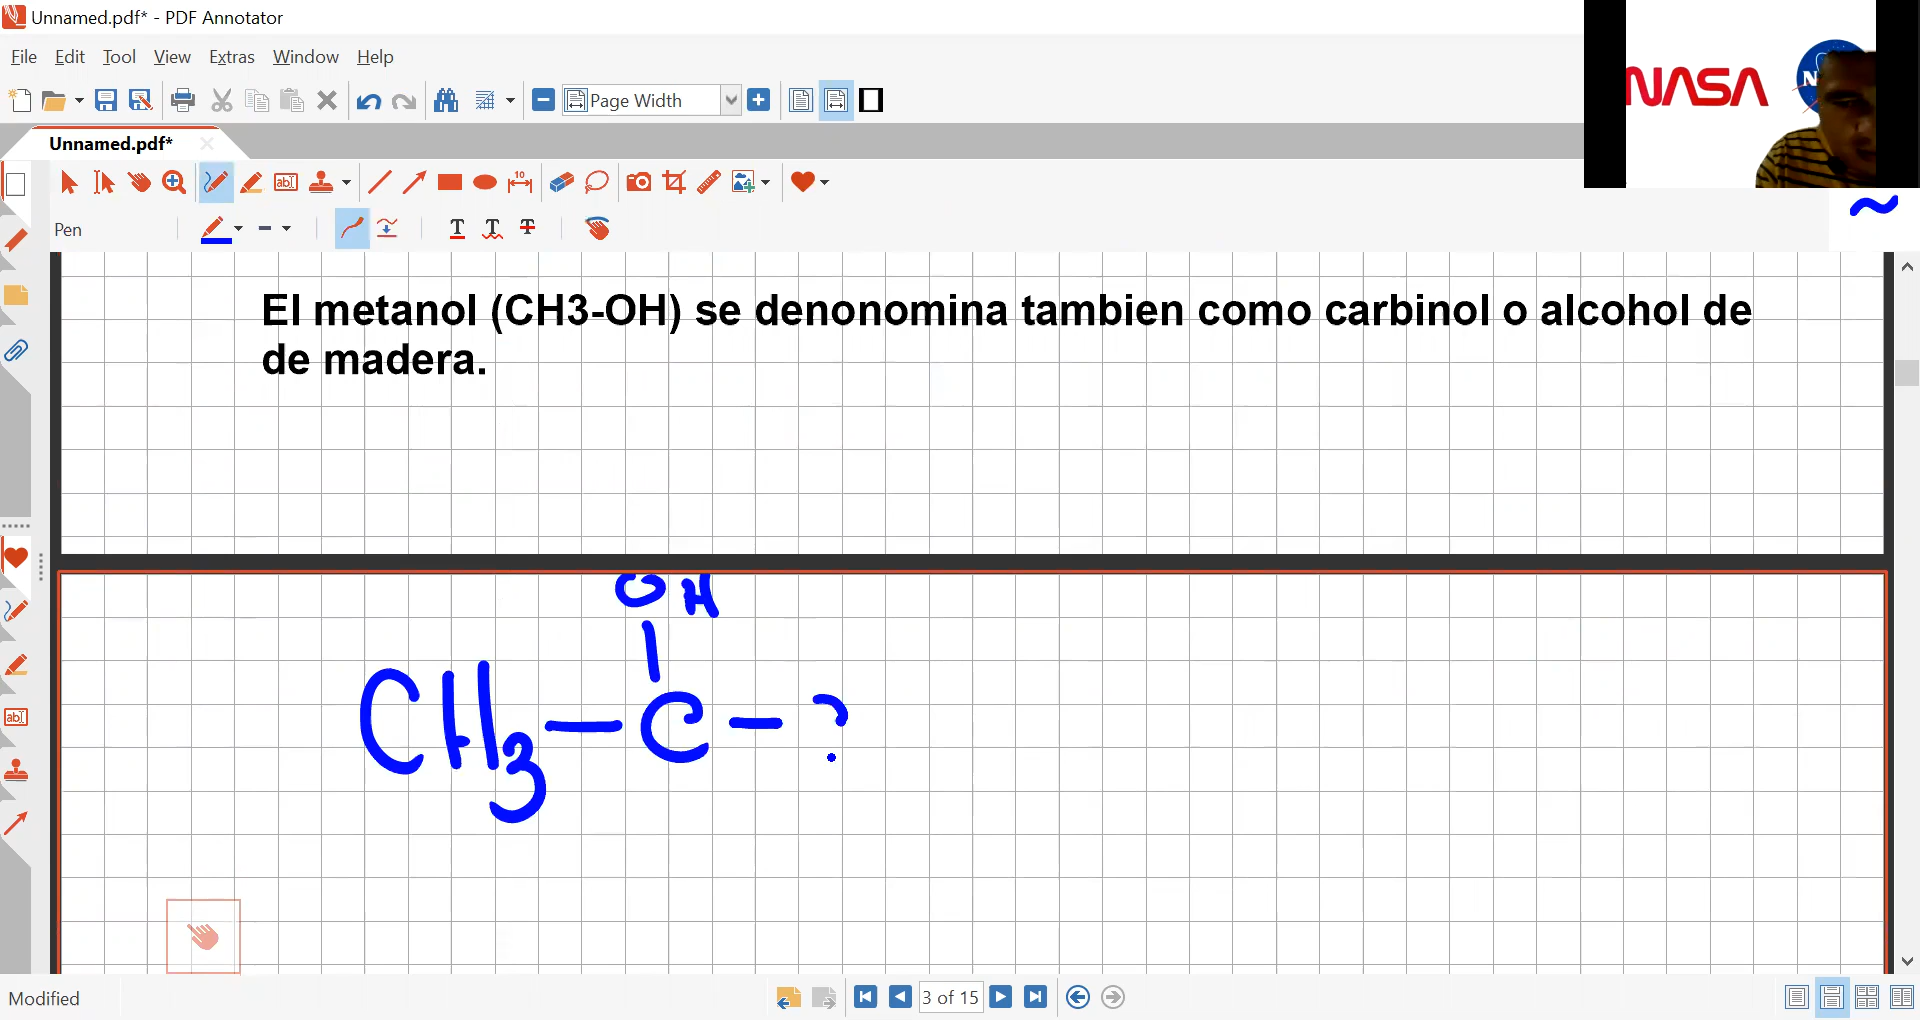 Unnamed.pdf* - PDF Annotator
File Edit Tool View Extras Window Help
Page Width
NASA
Unnamed.pdf*
Pen
El metanol (CH3-OH) se denonomina tambien como carbinol o alcohol de
de madera.
OH
CH3-C-?
Modified
3 of 15